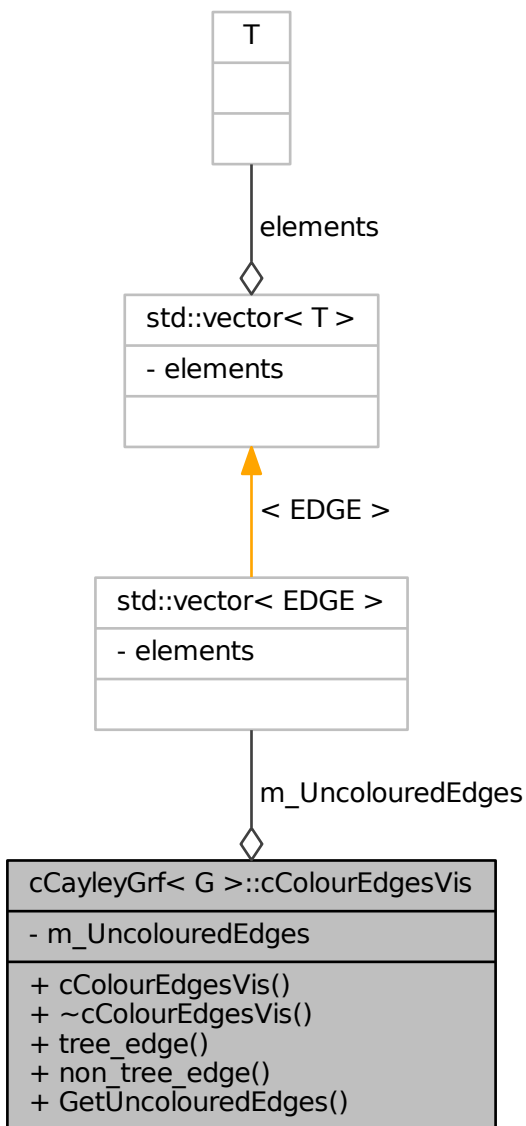 T
elements
std::vector< T >
- elements
< EDGE >
std::vector< EDGE >
- elements
m_UncolouredEdges
cCayleyGrf< G >::cColourEdgesVis
- m_UncolouredEdges
+ cColourEdgesVis()
+ ~cColourEdgesVis()
+ tree_edge()
+ non_tree_edge()
+ GetUncolouredEdges()